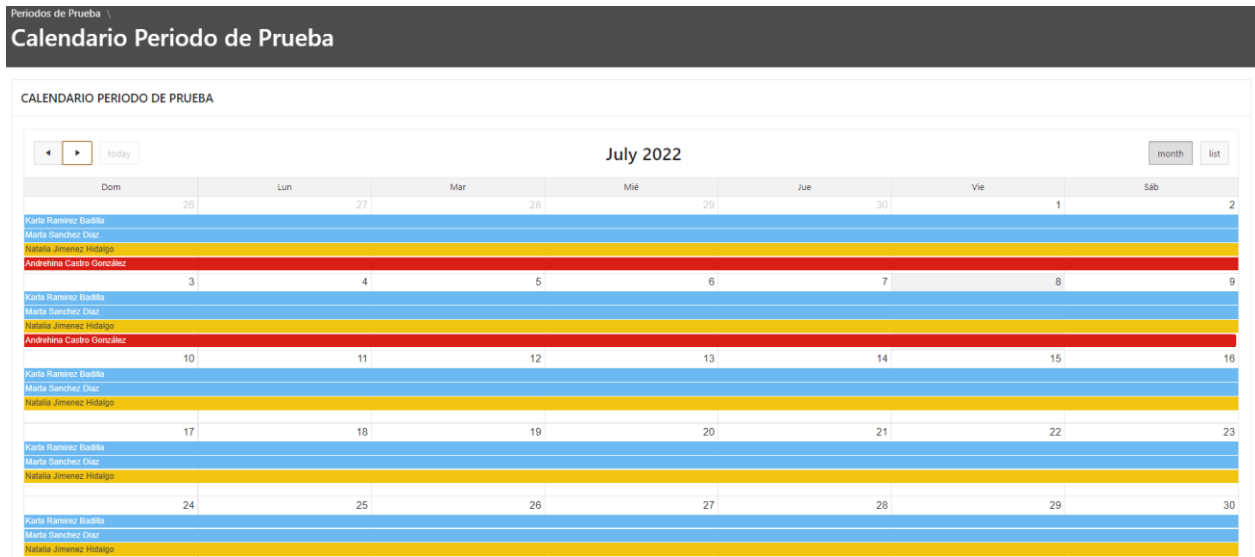 Periodos de Prueba \
Calendario Periodo de Prueba
CALENDARIO PERIODO DE PRUEBA
today July 2022 month list
Dom Lun Mar Mié Jue Vie Sáb
26 27 28 29 30 1 2
Karla Ramirez Badilla
Marta Sanchez Diaz
Natalia Jimenez Hidalgo
Andrehina Castro González
3 4 5 6 7 8 9
Karla Ramirez Badilla
Marta Sanchez Diaz
Natalia Jimenez Hidalgo
Andrehina Castro González
10 11 12 13 14 15 16
Karla Ramirez Badilla
Marta Sanchez Diaz
Natalia Jimenez Hidalgo
17 18 19 20 21 22 23
Karla Ramirez Badilla
Marta Sanchez Diaz
Natalia Jimenez Hidalgo
24 25 26 27 28 29 30
Karla Ramirez Badilla
Marta Sanchez Diaz
Natalia Jimenez Hidalgo